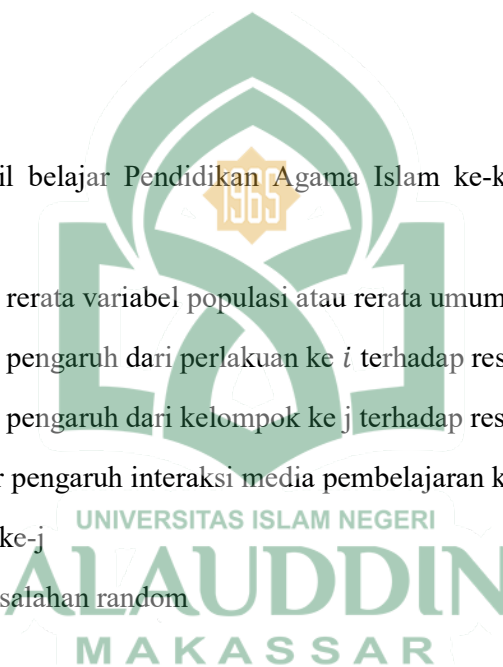 il belajar Pendidikan Agama Islam ke-k
1965
rerata variabel populasi atau rerata umum
pengaruh dari perlakuan ke i terhadap res
pengaruh dari kelompok ke j terhadap res
r pengaruh interaksi media pembelajaran k
UNIVERSITAS ISLAM NEGERI
ke-j
ALAUDDIN
salahan random
MAKASSAR